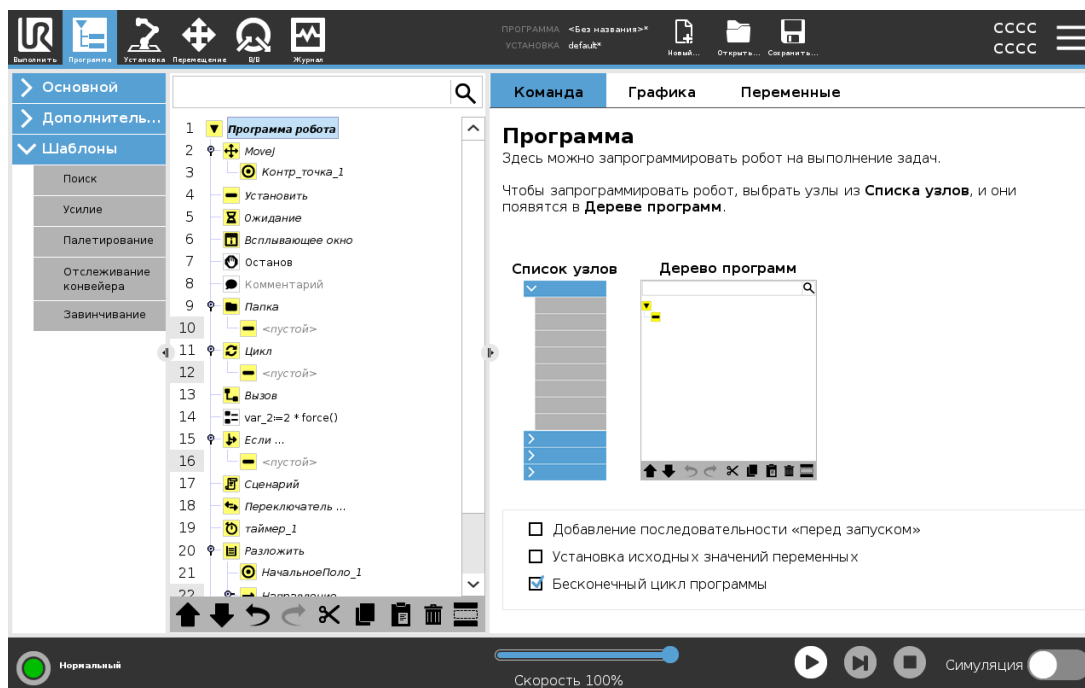 UR
ПРОГРАММА <Без названия>*
УСТАНОВКА default*
Выполнить
Программа
Установка
Перемещение
В/В
Журнал
Новый...
Открыть...
Сохранить...
CCCC
CCCC
Основной
Дополнитель...
Шаблоны
Поиск
Усилие
Палетирование
Отслеживание
конвейера
Завинчивание
1 Программа робота
2 MoveJ
3 Контр_точка_1
4 Установить
5 Ожидание
6 Всплывающее окно
7 Останов
8 Комментарий
9 Папка
10 <пустой>
11 Цикл
12 <пустой>
13 Вызов
14 var_2≔2 * force()
15 Если ...
16 <пустой>
17 Сценарий
18 Переключатель ...
19 таймер_1
20 Разложить
21 НачальноеПоло_1
22 Направление
Команда
Графика
Переменные
Программа
Здесь можно запрограммировать робот на выполнение задач.
Чтобы запрограммировать робот, выбрать узлы из Списка узлов, и они
появятся в Дереве программ.
Список узлов
Дерево программ
Добавление последовательности «перед запуском»
Установка исходных значений переменных
Бесконечный цикл программы
Нормальный
Скорость 100%
Симуляция